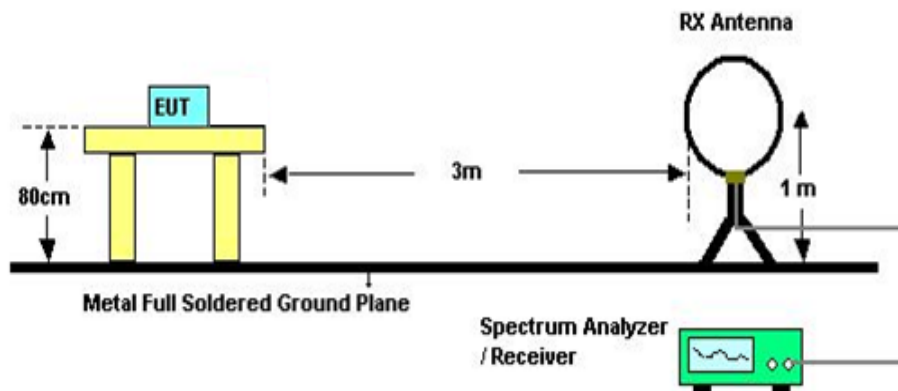 RX Antenna
EUT
80cm
3m
1 m
Metal Full Soldered Ground Plane
Spectrum Analyzer
/ Receiver